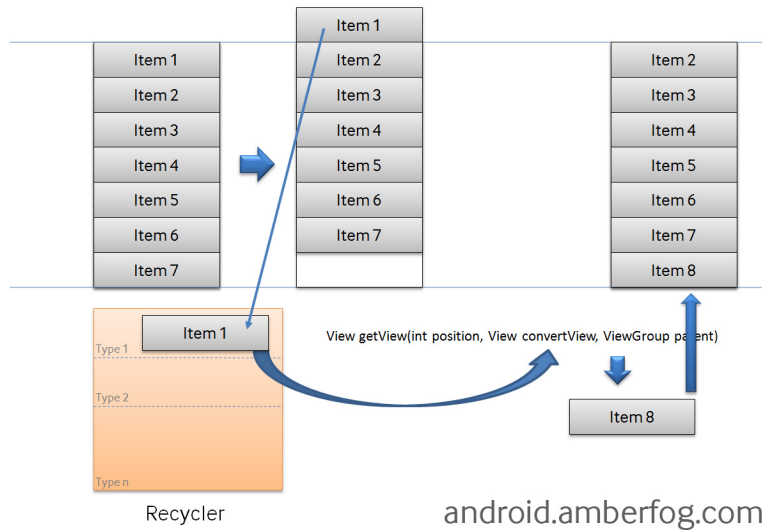 Item 1
Item 2
Item 3
Item 4
Item 5
Item 6
Item 7
Item 1
Item 2
Item 3
Item 4
Item 5
Item 6
Item 7
Item 2
Item 3
Item 4
Item 5
Item 6
Item 7
Item 8
Item 1
Type 1
Type 2
Type n
Recycler
View getView(int position, View convertView, ViewGroup parent)
Item 8
android.amberfog.com